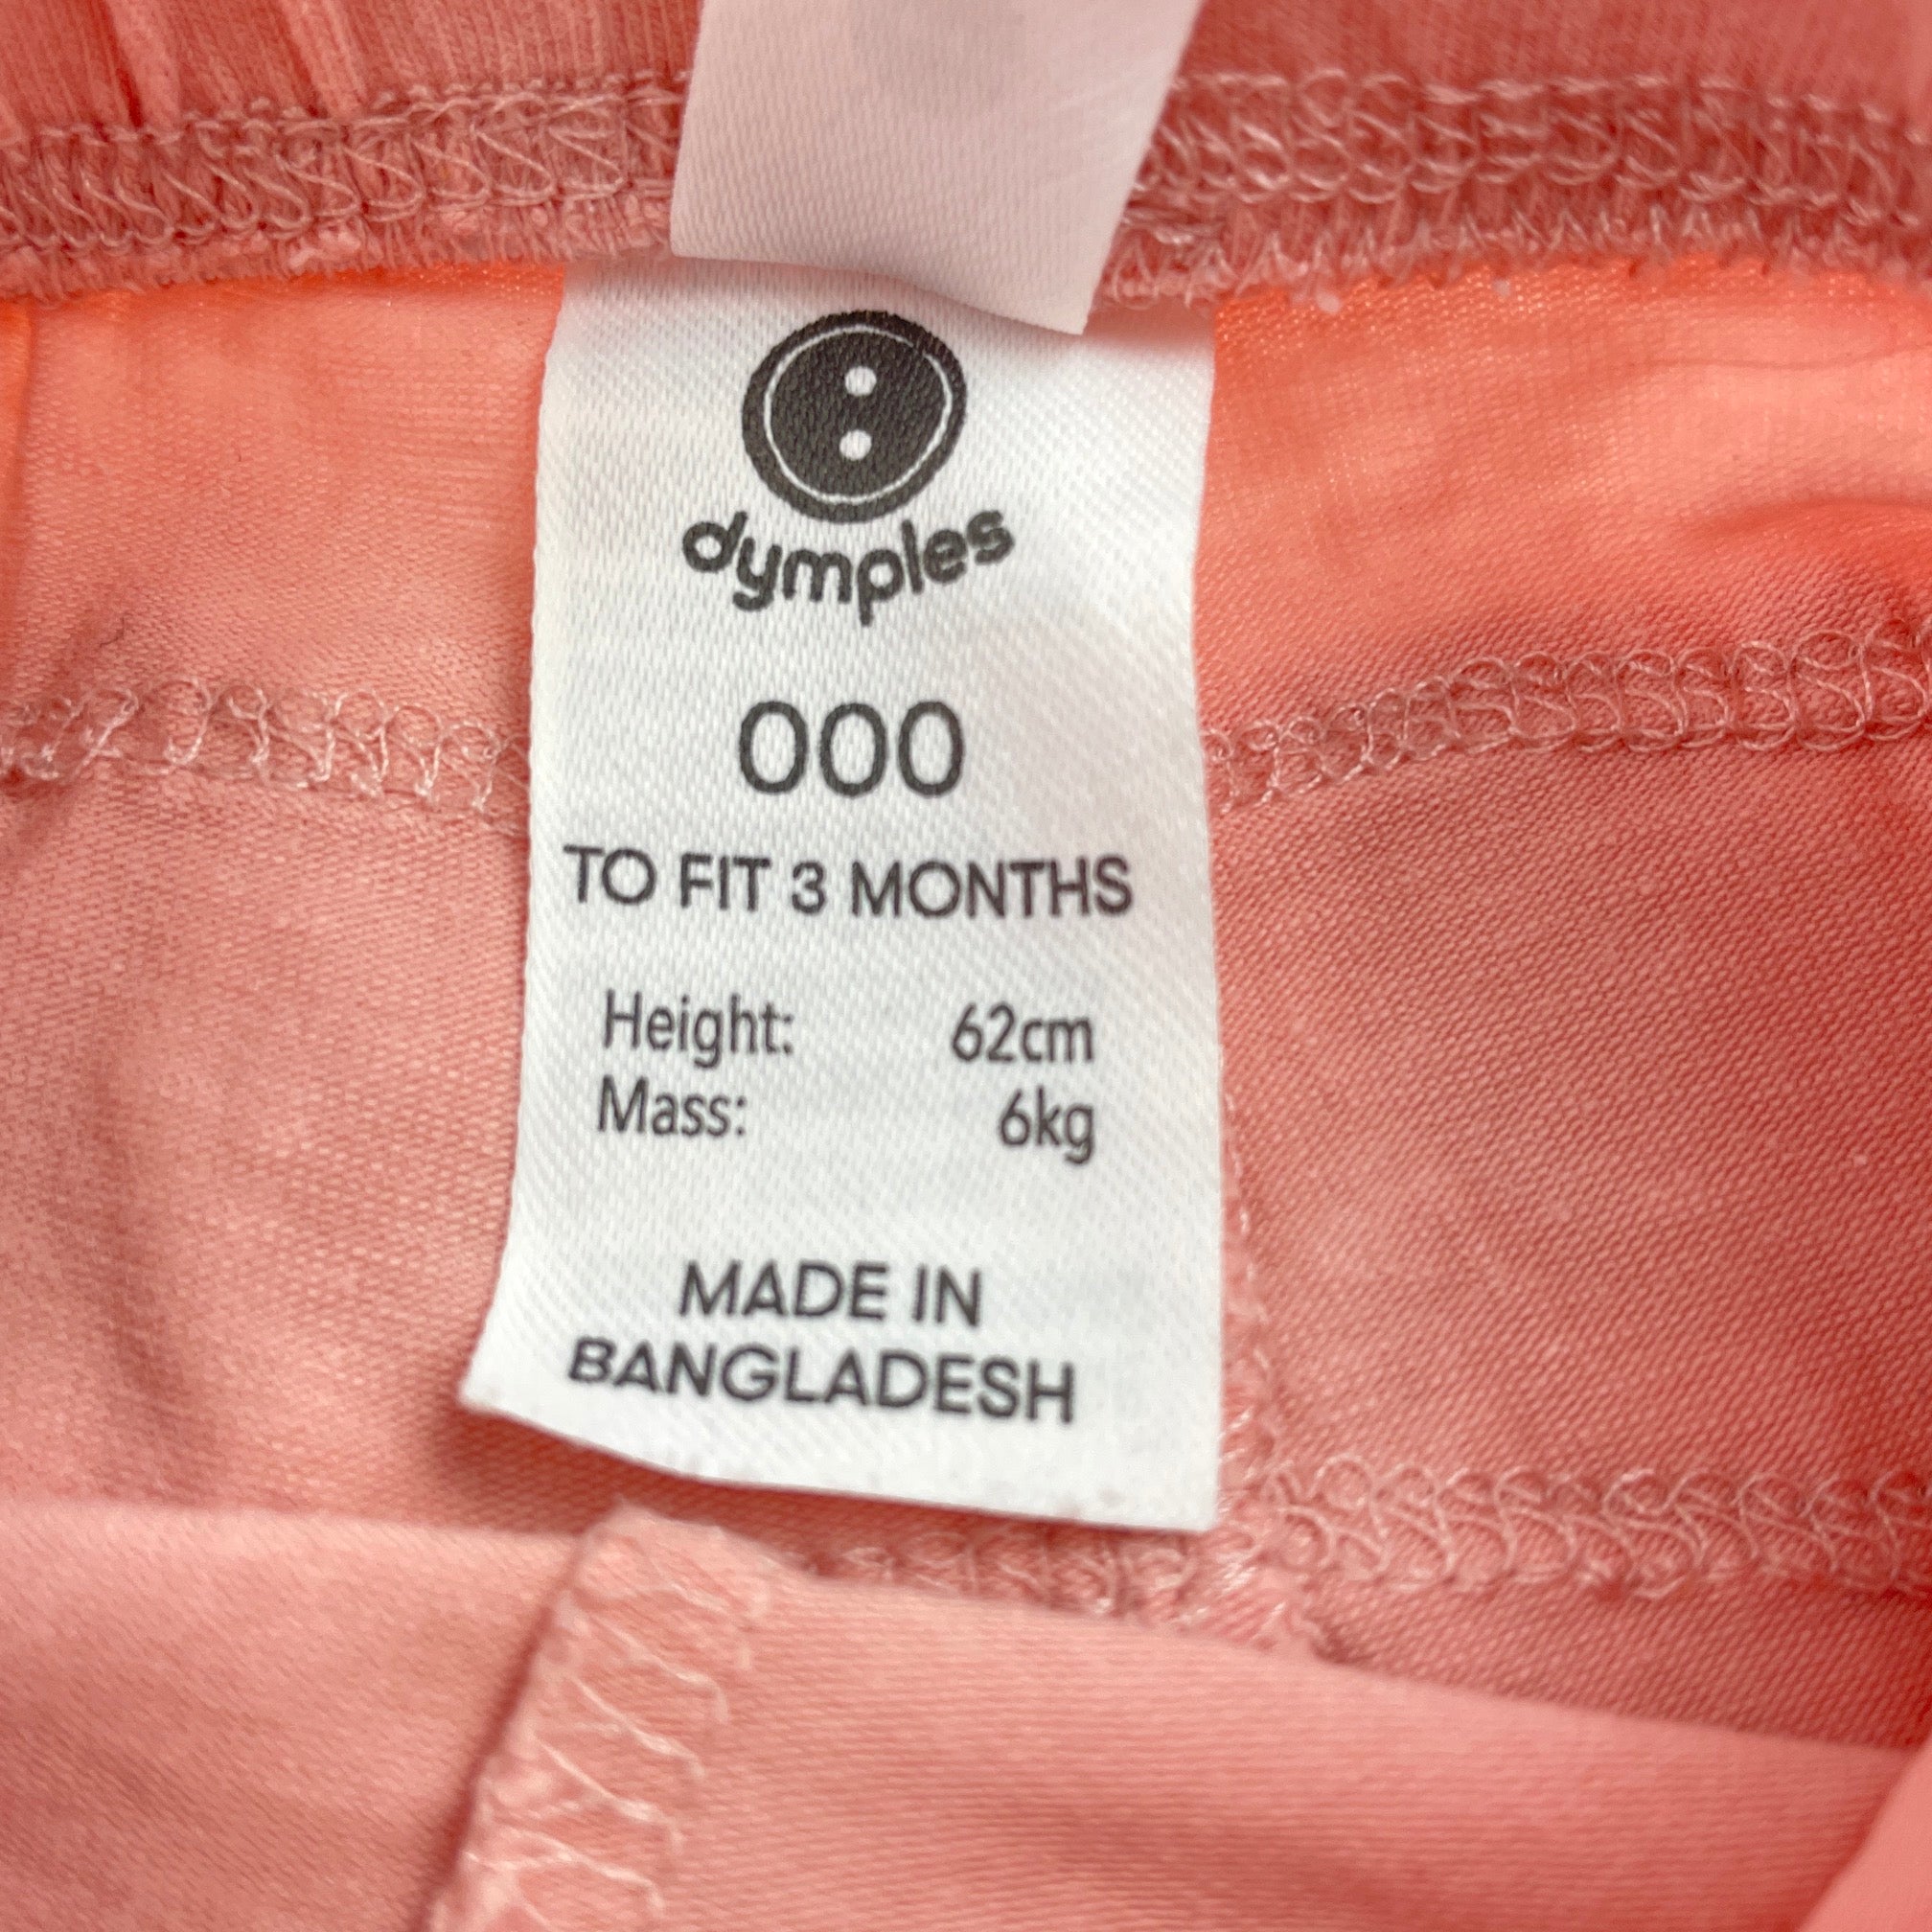 dymples
000
TO FIT 3 MONTHS
Height: 62cm
Mass: 6kg
MADE IN
BANGLADESH